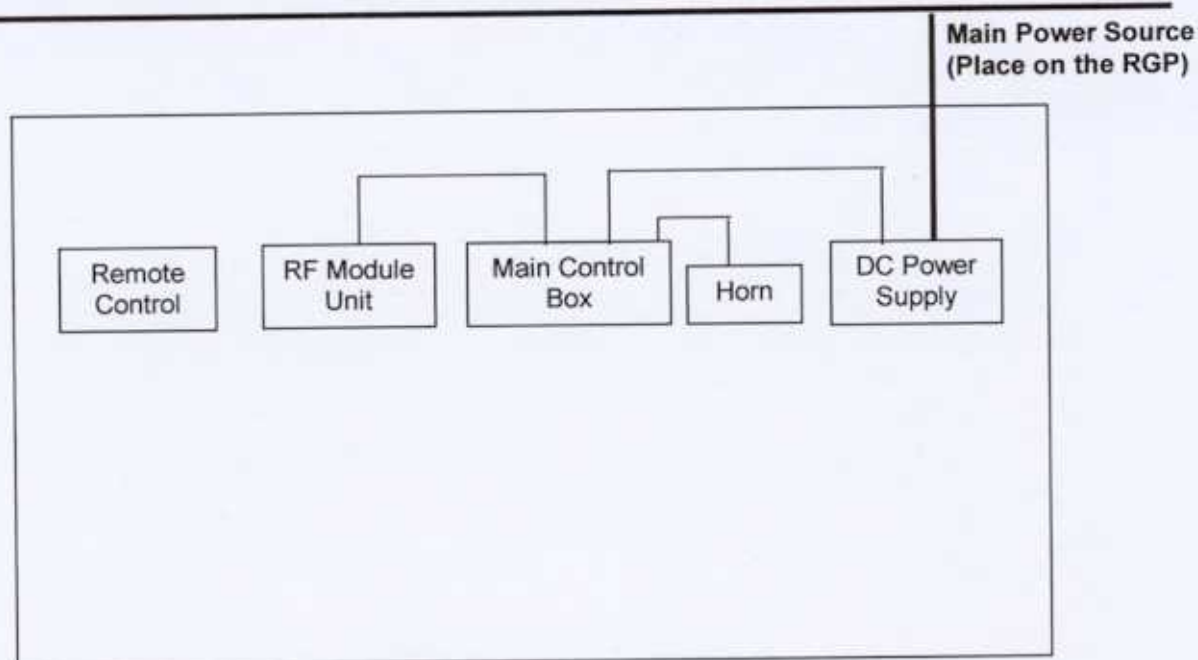 Main Power Source
(Place on the RGP)
Remote
Control
RF Module
Unit
Main Control
Box
Horn
DC Power
Supply